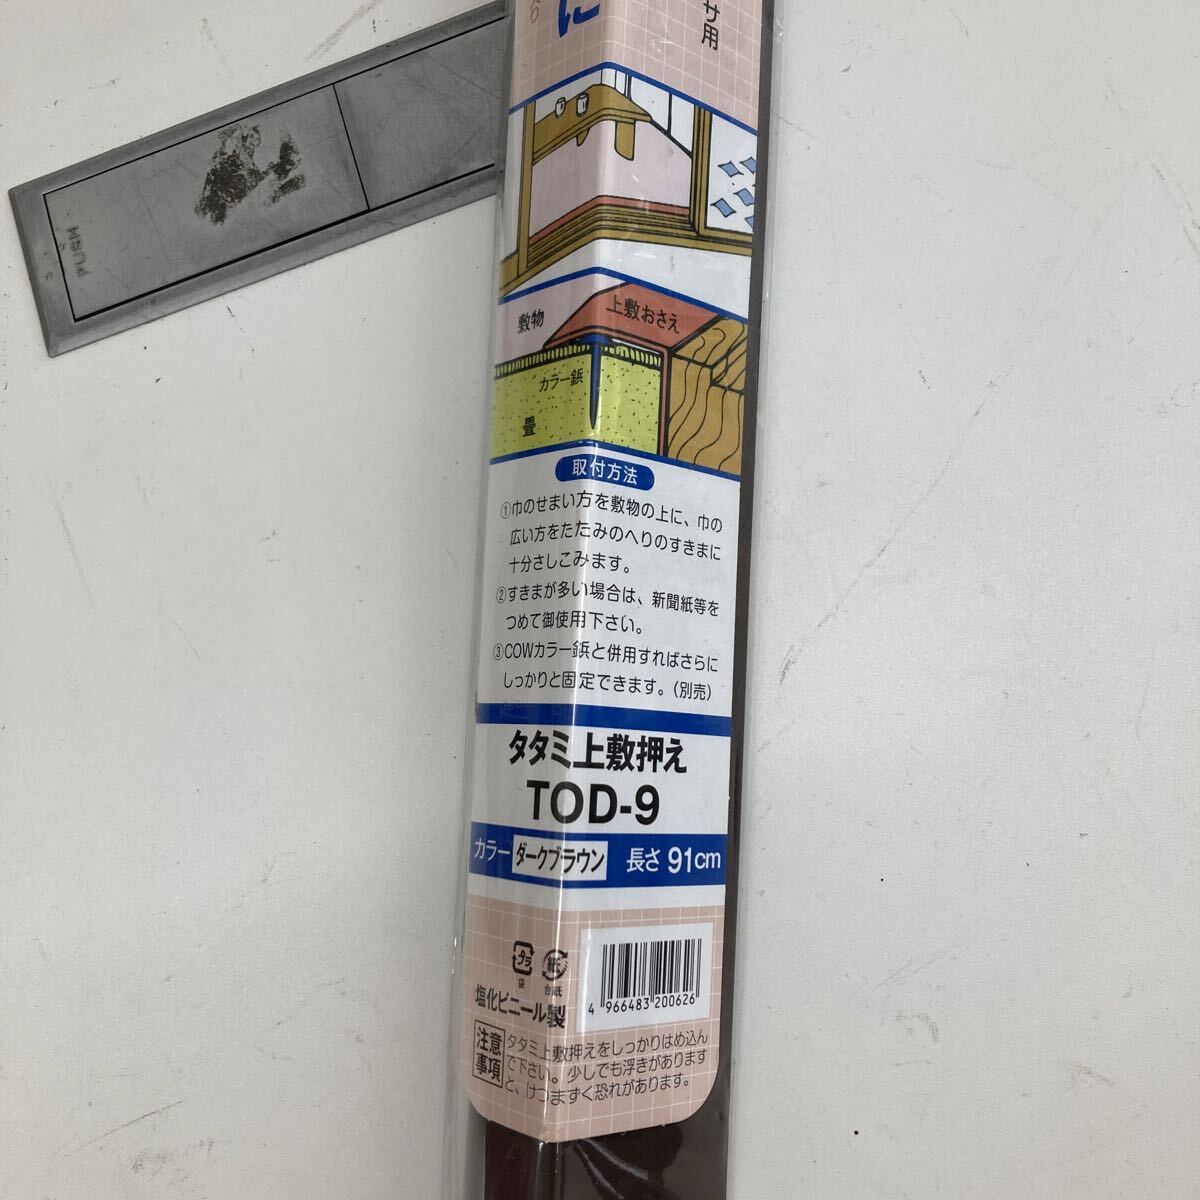 サ用
に
PUSH
敷物
上敷おさえ
カラー鋲
畳
取付方法
①巾のせまい方を敷物の上に、巾の
広い方をたたみのへりのすきまに
十分さしこみます。
②すきまが多い場合は、新聞紙等を
つめて御使用下さい。
③COWカラー鋲と併用すればさらに
しっかりと固定できます。(別売)
タタミ上敷押え
TOD-9
カラー ダークブラウン 長さ 91cm
プラ
袋
紙
台紙
塩化ビニール製
4 966483 200626
注意事項
タタミ上敷押えをしっかりはめ込ん
で下さい。少しでも浮きがあります
と、けつまずく恐れがあります。